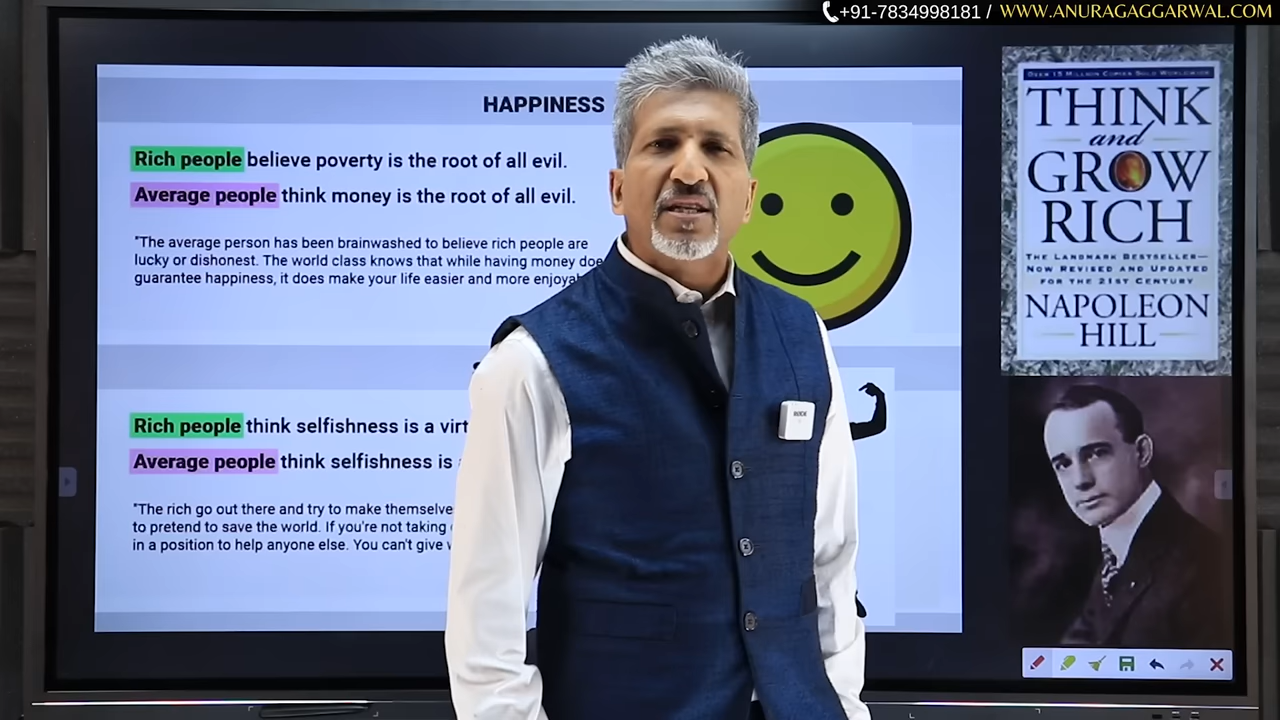 +91-7834998181 / WWW.ANURAGAGGARWAL.COM
HAPPINESS
Rich people believe poverty is the root of all evil.
Average people think money is the root of all evil.
"The average person has been brainwashed to believe rich people are
lucky or dishonest. The world class knows that while having money
guarantee happiness, it does make your life easier and more
Rich people think selfishness is a
Average people think selfishness is
"The rich go out there and try to make
to pretend to save the world. If you're not taking
in a position to help anyone else. You can't give
OVER 15 MILLION COPIES SOLD WORLDWIDE
THINK
and
GROW
RICH
THE LANDMARK BESTSELLER—
NOW REVISED AND UPDATED
FOR THE 21ST CENTURY
NAPOLEON
HILL